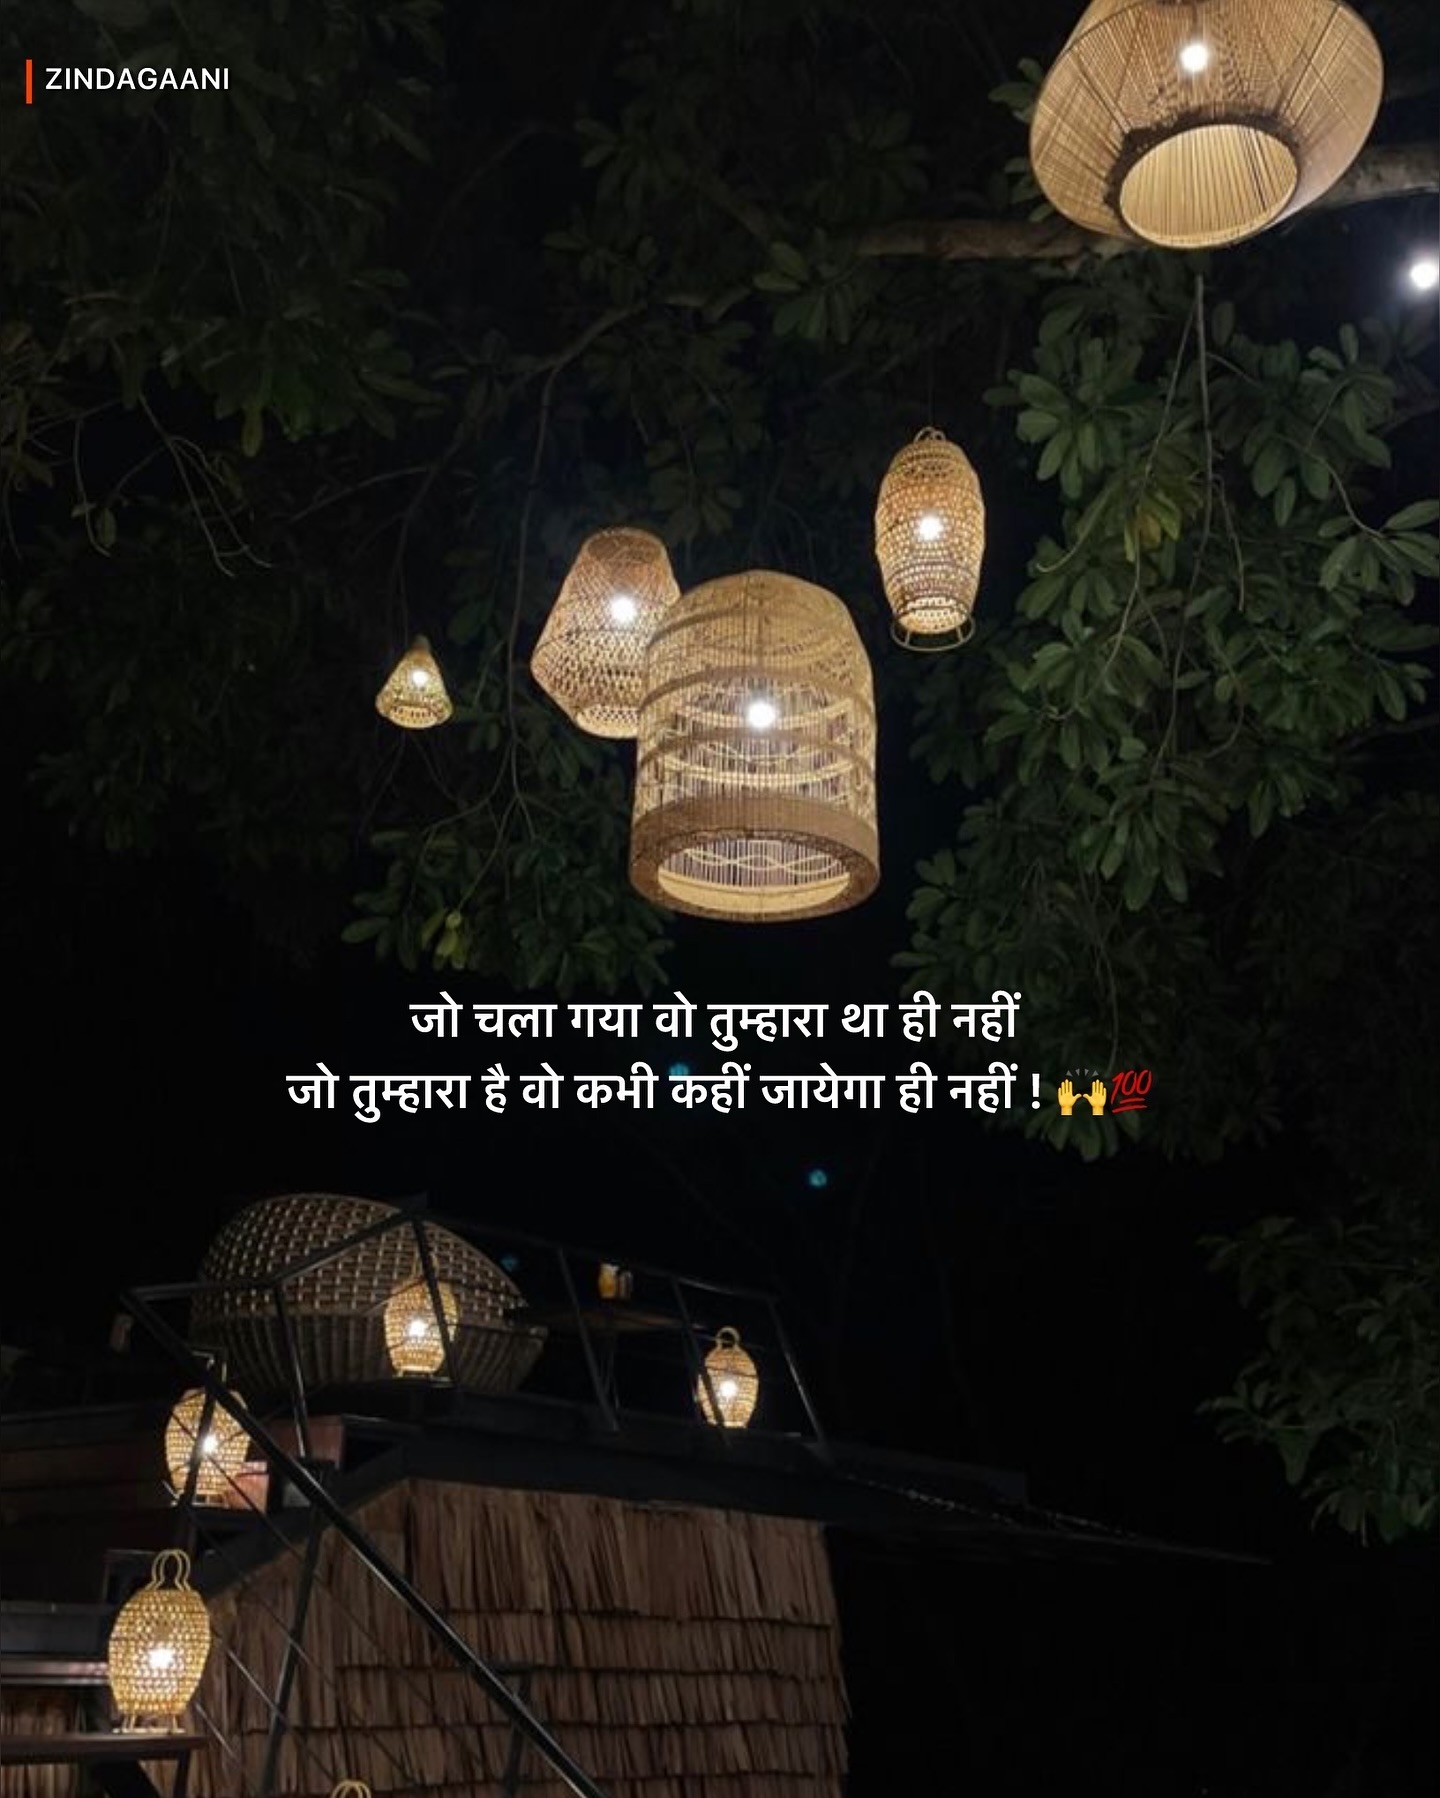 ZINDAGAANI
जो चला गया वो तुम्हारा था ही नहीं
जो तुम्हारा है वो कभी कहीं जायेगा ही नहीं ! 🙌💯